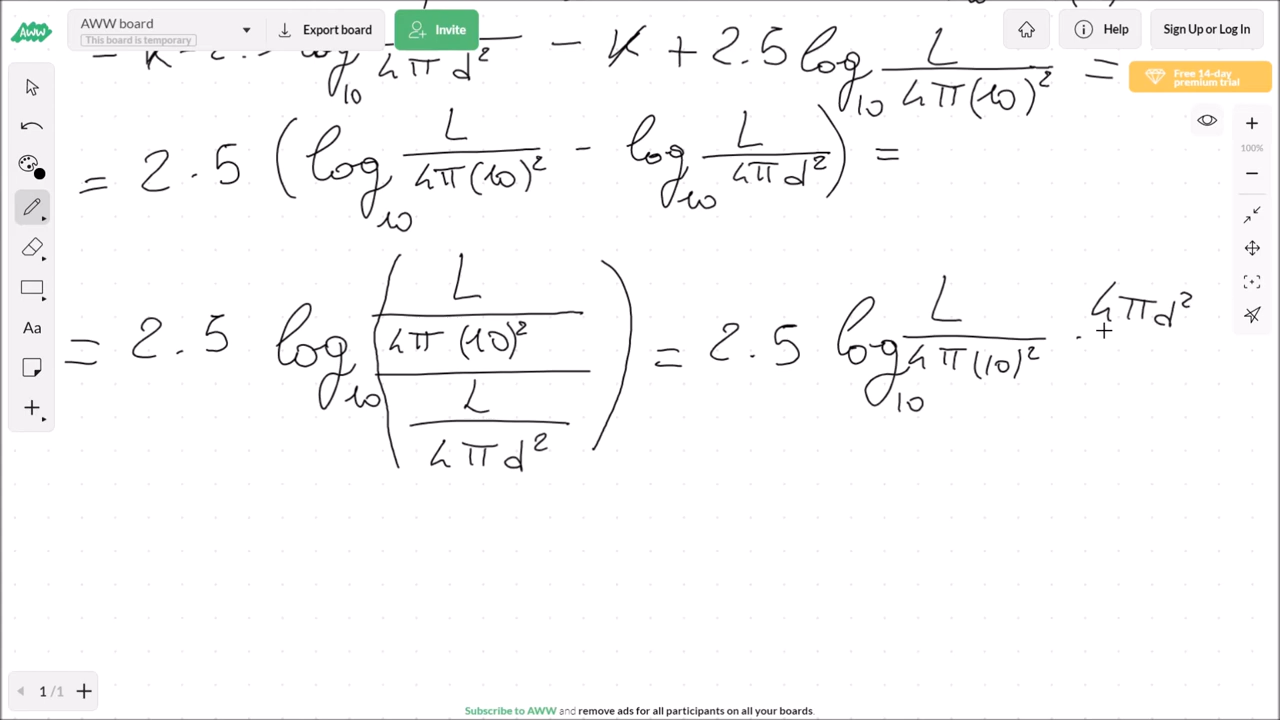 AWW
AWW board
This board is temporary
Export board
Invite
Help
Sign Up or Log In
Free 14-day
premium trial
100%
4πd² - K + 2.5 log₁₀ L/4π(10)² =
= 2.5 (log₁₀ L/4π(10)² - log₁₀ L/4πd²) =
= 2.5 log₁₀ ((L/4π(10)²)/(L/4πd²)) = 2.5 log₁₀ L/4π(10)² · 4πd²
Aa
1 /1
Subscribe to AWW and remove ads for all participants on all your boards.